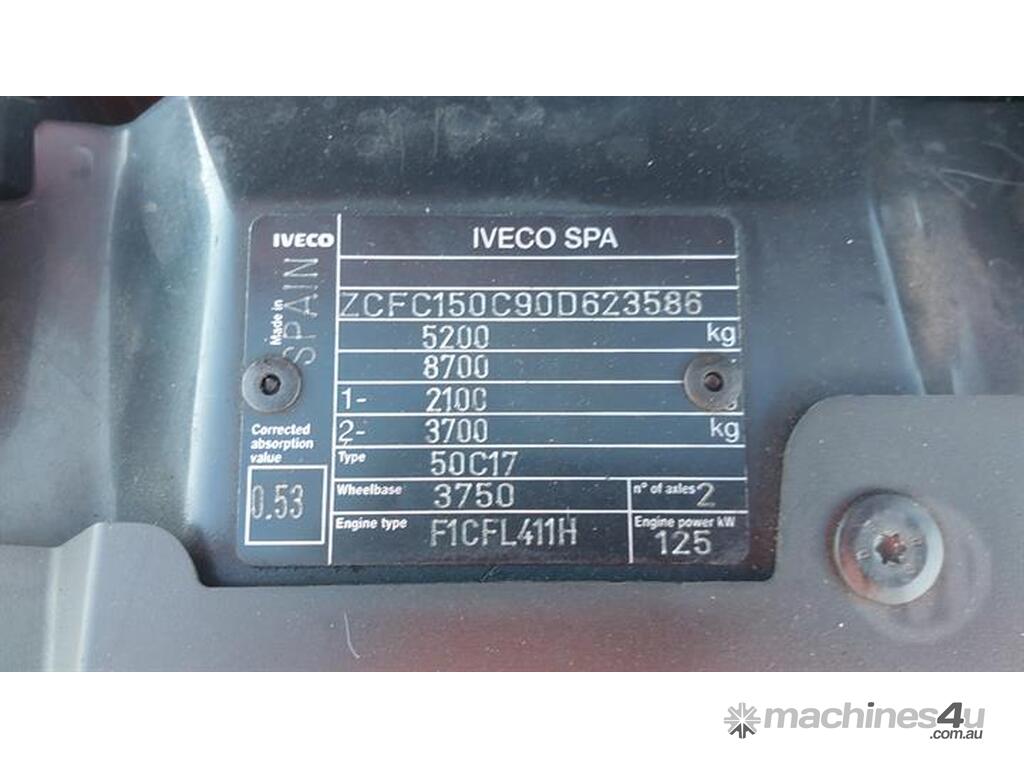 IVECO IVECO SPA
Made in SPAIN
ZCFC150C90D623586
5200 kg
8700
1- 2100
2- 3700 kg
Corrected absorption value
0.53
Type 50C17
Wheelbase 3750 n° of axles 2
Engine type F1CFL411H Engine power kW 125
machines4u
.com.au